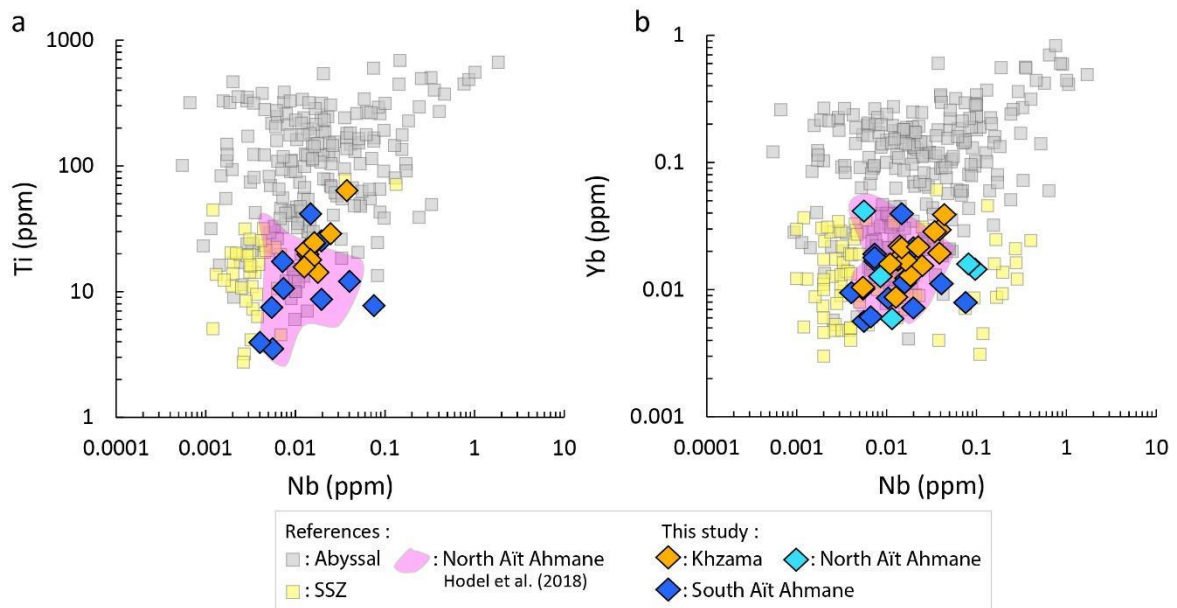 a
1000
100
10
1
Ti (ppm)
0.0001 0.001 0.01 0.1 1 10
Nb (ppm)
b
1
0.1
0.01
0.001
Yb (ppm)
0.0001 0.001 0.01 0.1 1 10
Nb (ppm)
References :
: Abyssal
: SSZ
: North Aït Ahmane
Hodel et al. (2018)
This study :
: Khzama
: North Aït Ahmane
: South Aït Ahmane